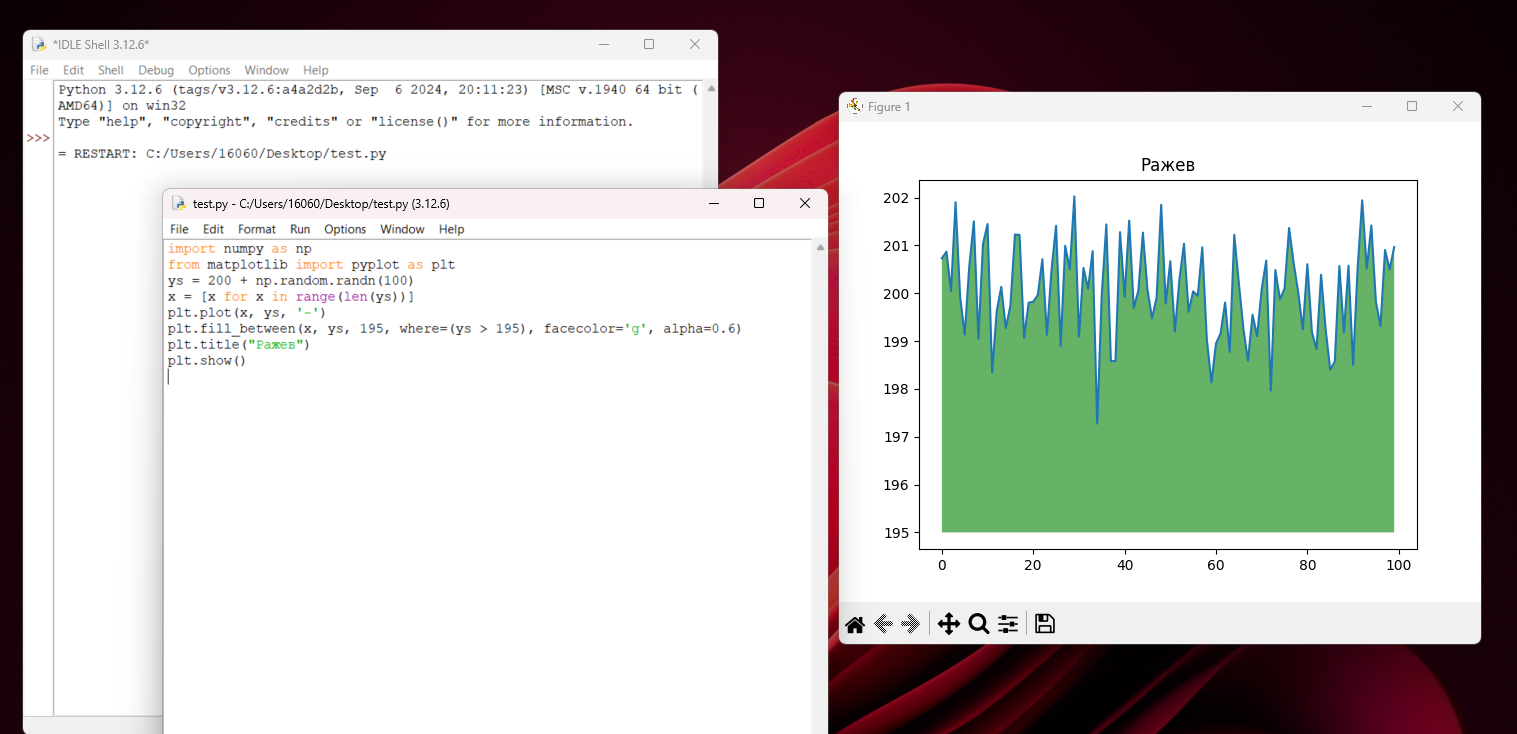 *IDLE Shell 3.12.6*
File Edit Shell Debug Options Window Help
Python 3.12.6 (tags/v3.12.6:a4a2d2b, Sep  6 2024, 20:11:23) [MSC v.1940 64 bit (
AMD64)] on win32
Type "help", "copyright", "credits" or "license()" for more information.
>>>
= RESTART: C:/Users/16060/Desktop/test.py
test.py - C:/Users/16060/Desktop/test.py (3.12.6)
File Edit Format Run Options Window Help
import numpy as np
from matplotlib import pyplot as plt
ys = 200 + np.random.randn(100)
x = [x for x in range(len(ys))]
plt.plot(x, ys, '-')
plt.fill_between(x, ys, 195, where=(ys > 195), facecolor='g', alpha=0.6)
plt.title("Ражев")
plt.show()
Figure 1
Ражев
202
201
200
199
198
197
196
195
0 20 40 60 80 100